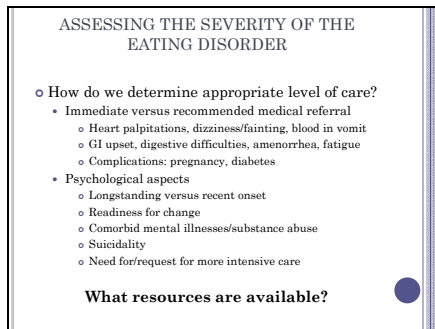 ASSESSING THE SEVERITY OF THE
EATING DISORDER
How do we determine appropriate level of care?
Immediate versus recommended medical referral
Heart palpitations, dizziness/fainting, blood in vomit
GI upset, digestive difficulties, amenorrhea, fatigue
Complications: pregnancy, diabetes
Psychological aspects
Longstanding versus recent onset
Readiness for change
Comorbid mental illnesses/substance abuse
Suicidality
Need for/request for more intensive care
What resources are available?